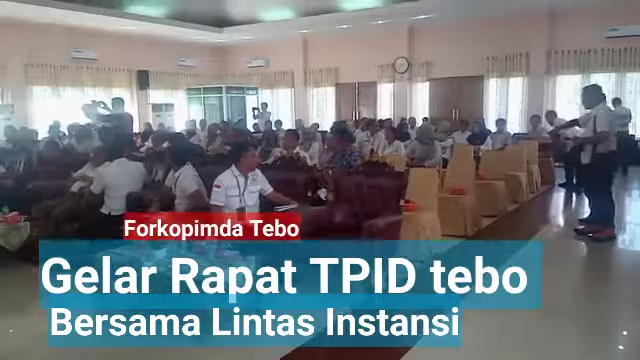 Forkopimda Tebo
Gelar Rapat TPID tebo
Bersama Lintas Instansi